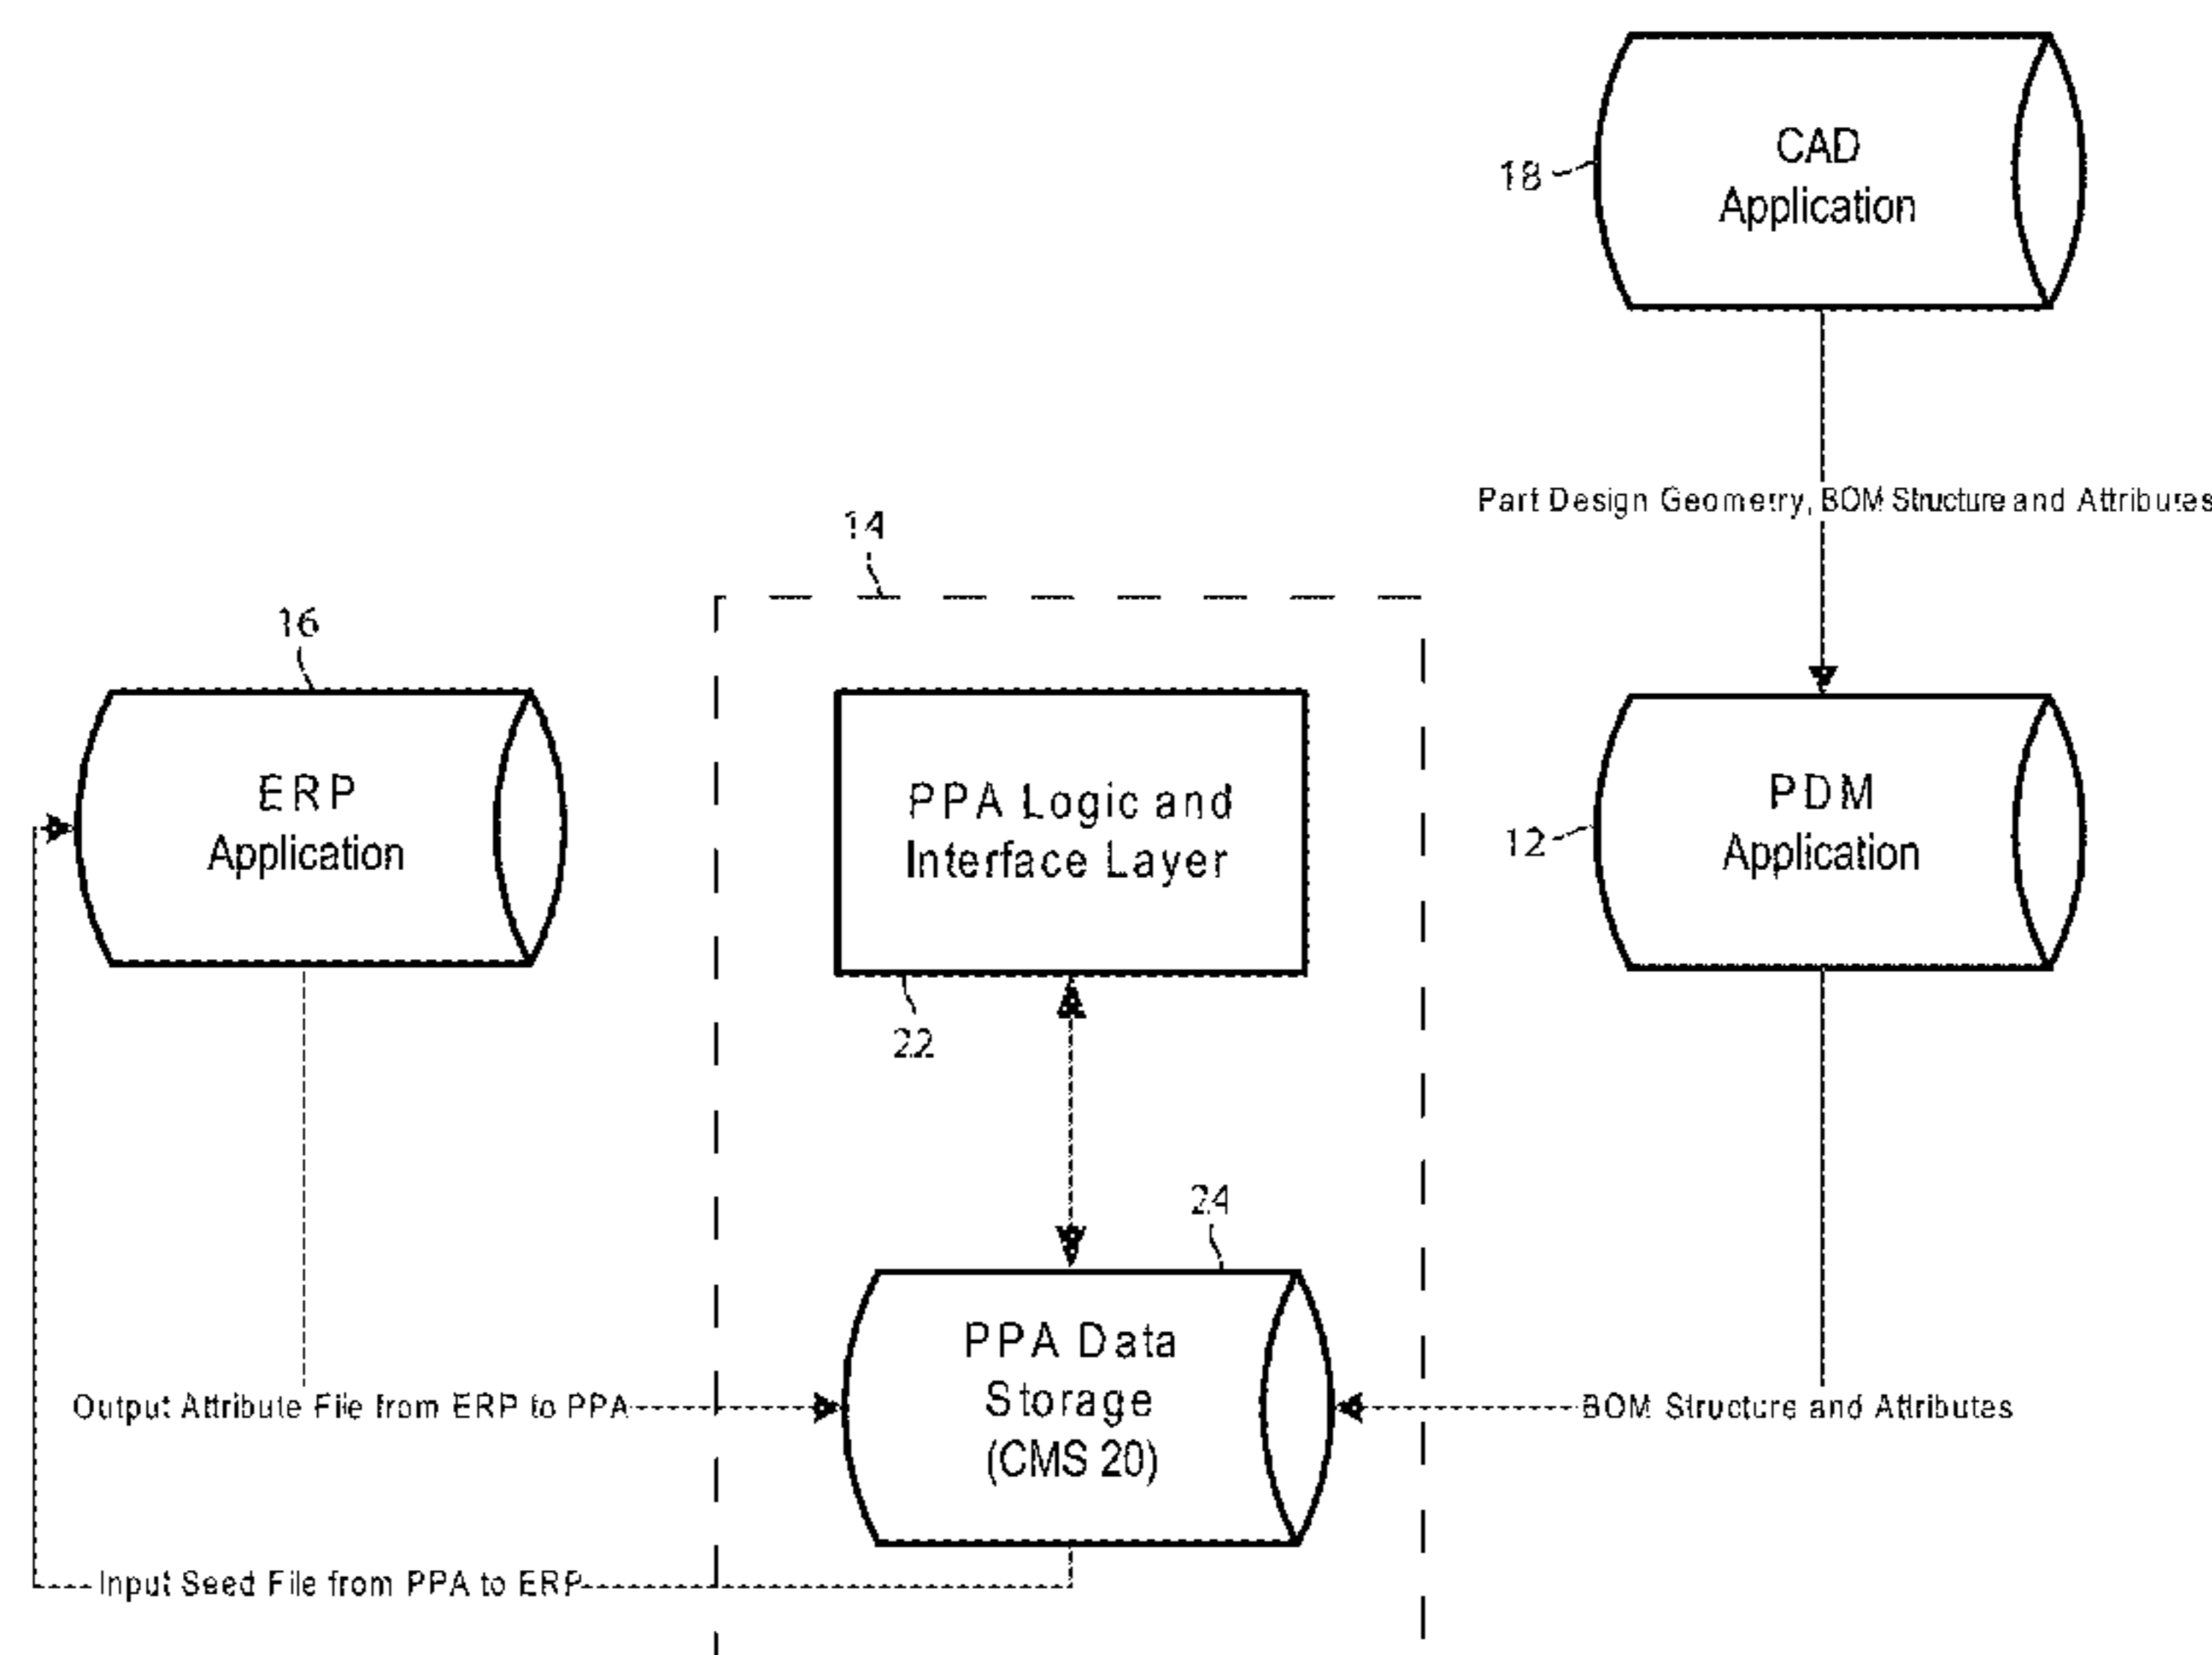 CAD
Application
18
Part Design Geometry, BOM Structure and Attributes
14
16
ERP
Application
PPA Logic and
Interface Layer
22
PDM
Application
12
24
PPA Data
Storage
(CMS 20)
Output Attribute File from ERP to PPA
BOM Structure and Attributes
Input Seed File from PPA to ERP